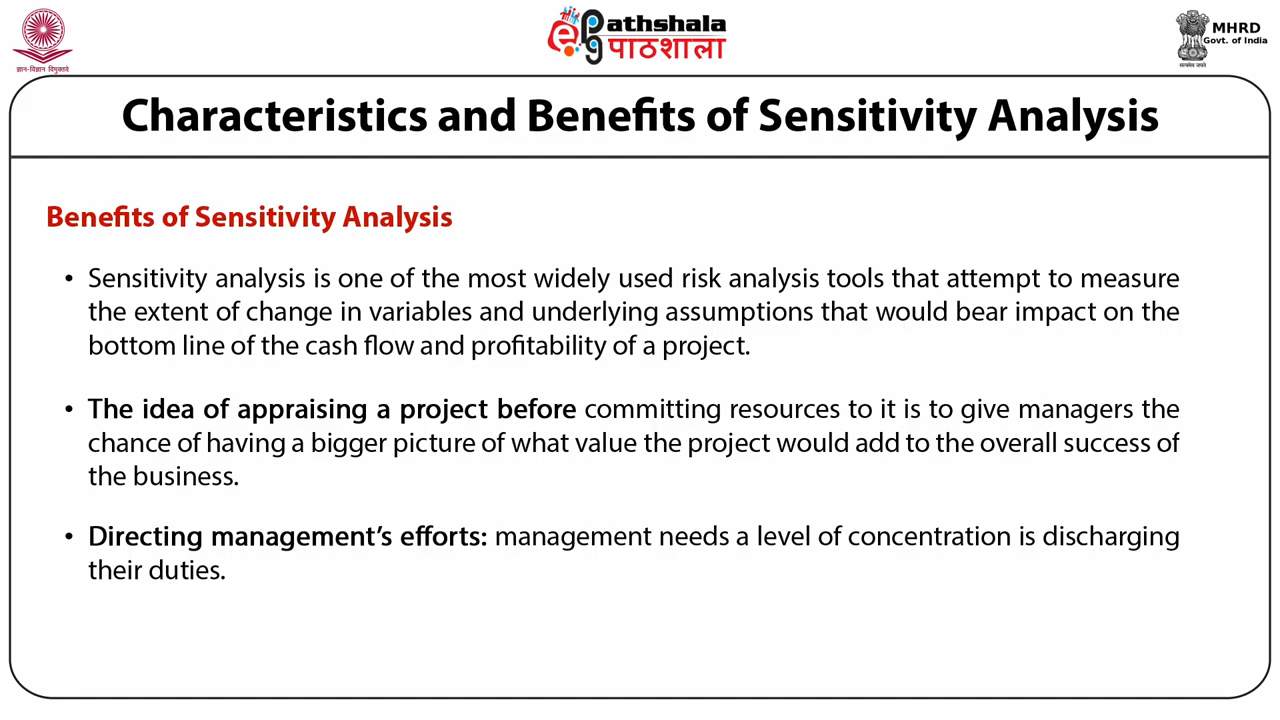 ज्ञान-विज्ञान विमुक्तये
ePathshala
पाठशाला
MHRD
Govt. of India
सत्यमेव जयते
Characteristics and Benefits of Sensitivity Analysis
Benefits of Sensitivity Analysis
• Sensitivity analysis is one of the most widely used risk analysis tools that attempt to measure
the extent of change in variables and underlying assumptions that would bear impact on the
bottom line of the cash flow and profitability of a project.
• The idea of appraising a project before committing resources to it is to give managers the
chance of having a bigger picture of what value the project would add to the overall success of
the business.
• Directing management’s efforts: management needs a level of concentration is discharging
their duties.